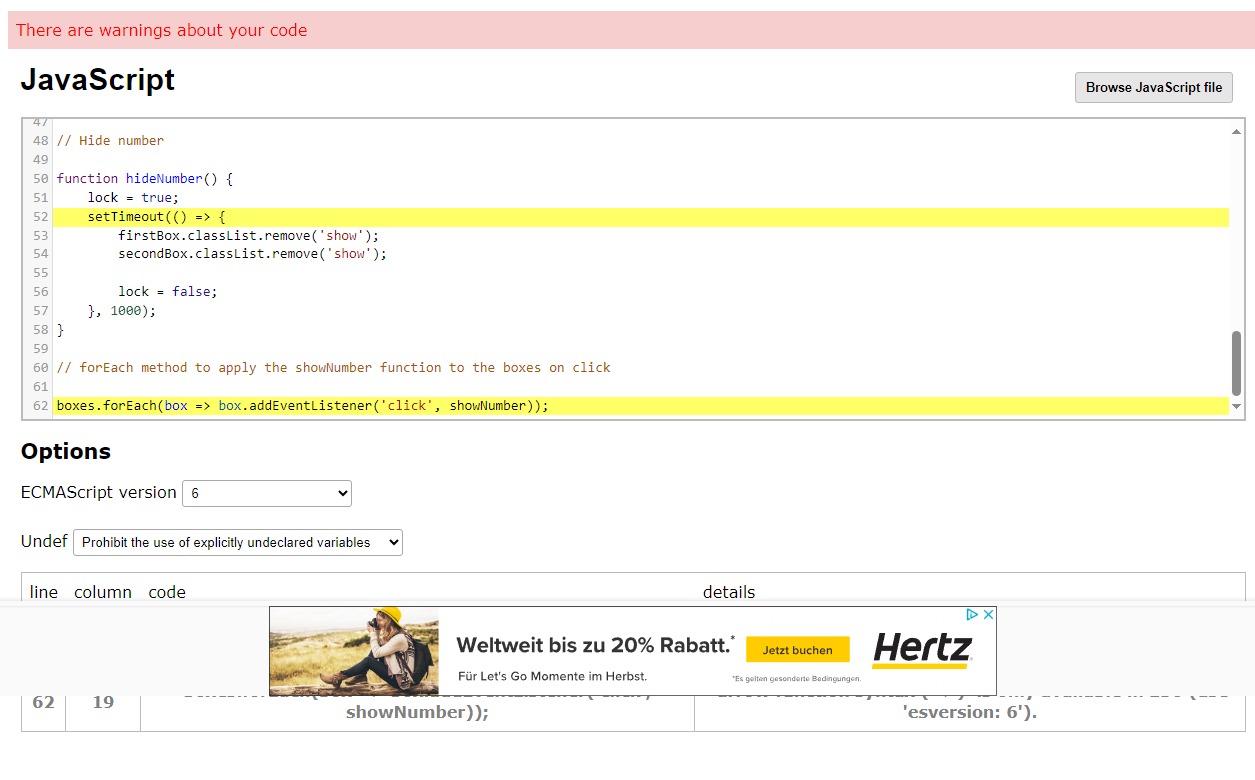 There are warnings about your code
JavaScript
Browse JavaScript file
47
48 // Hide number
49
50 function hideNumber() {
51 lock = true;
52 setTimeout(() => {
53 firstBox.classList.remove('show');
54 secondBox.classList.remove('show');
55
56 lock = false;
57 }, 1000);
58 }
59
60 // forEach method to apply the showNumber function to the boxes on click
61
62 boxes.forEach(box => box.addEventListener('click', showNumber));
Options
ECMAScript version 6
Undef Prohibit the use of explicitly undeclared variables
line column code details
Weltweit bis zu 20% Rabatt.*
Für Let's Go Momente im Herbst.
Jetzt buchen
Hertz
*Es gelten gesonderte Bedingungen.
62 19
showNumber));
'esversion: 6').